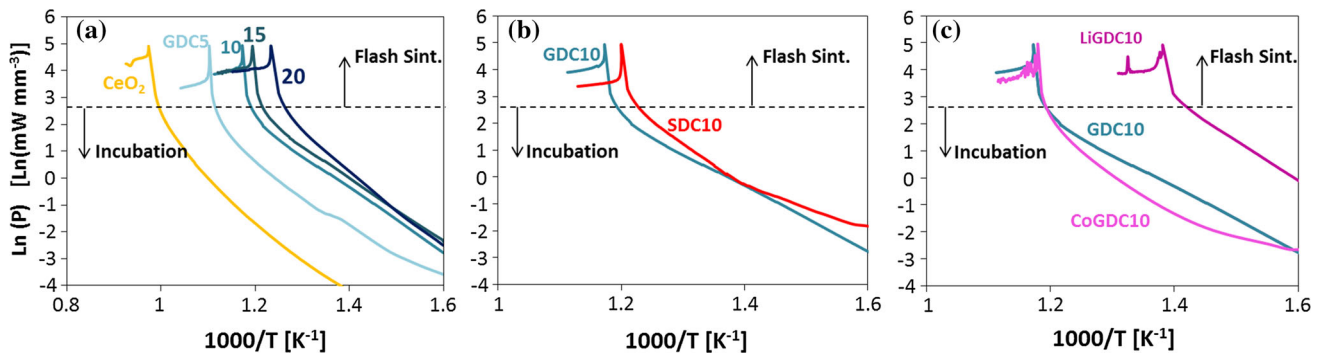 (a)
Ln (P) [Ln(mW mm-3)]
6
5
4
3
2
1
0
-1
-2
-3
-4
CeO2
GDC5
10
15
20
Flash Sint.
Incubation
0.8
1
1.2
1.4
1.6
1000/T [K-1]
(b)
6
5
4
3
2
1
0
-1
-2
-3
-4
GDC10
Flash Sint.
SDC10
Incubation
1
1.2
1.4
1.6
1000/T [K-1]
(c)
6
5
4
3
2
1
0
-1
-2
-3
-4
LiGDC10
Flash Sint.
GDC10
Incubation
CoGDC10
1
1.2
1.4
1.6
1000/T [K-1]